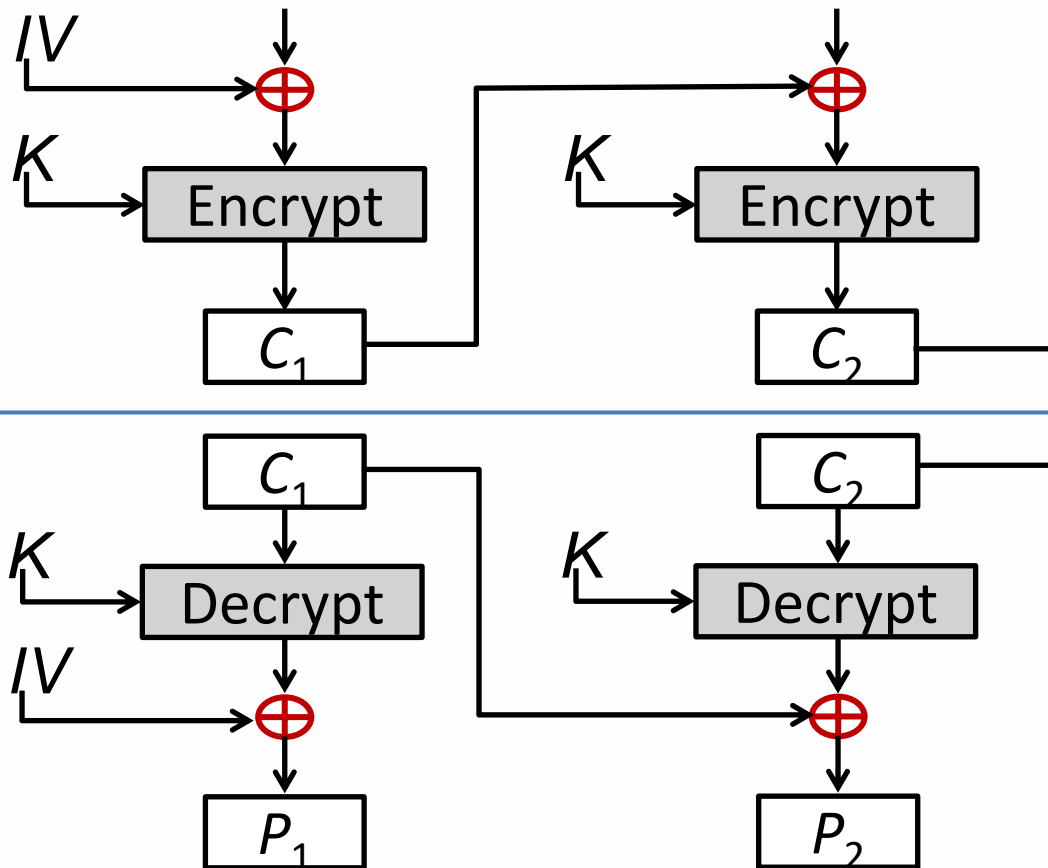 IV
K K
Encrypt Encrypt
C1 C2
C1 C2
K K
Decrypt Decrypt
IV
P1 P2